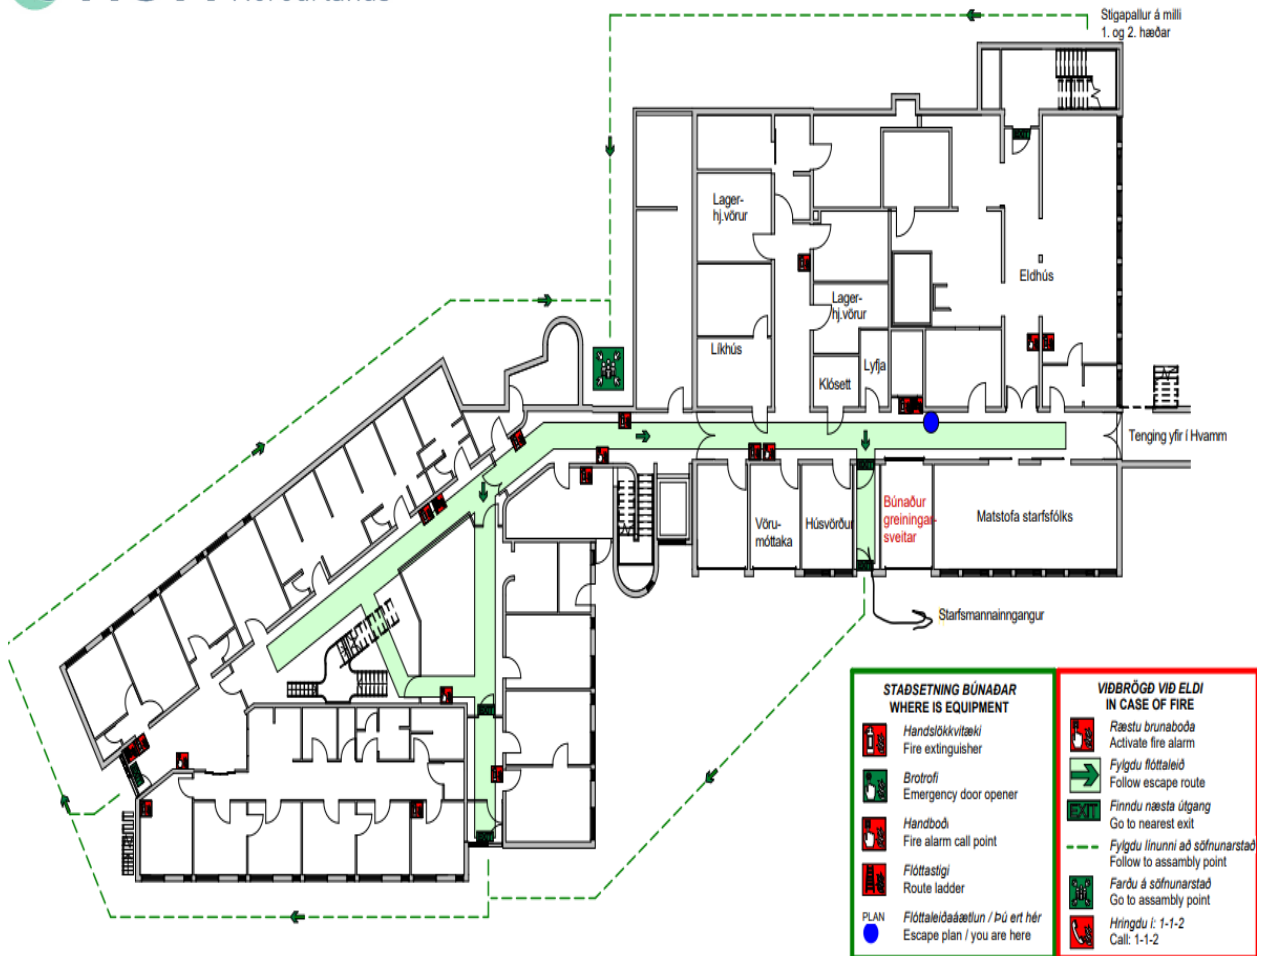 Norðurlands
Stigapallur á milli
1. og 2. hæðar
Lager-
hj.vörur
Eldhús
Lager-
hj.vörur
Líkhús
Lyfja
Klósett
Tenging yfir í Hvamm
Vöru-
móttaka
Húsvörður
Búnaður
greiningar-
sveitar
Matstofa starfsfólks
Starfsmannainngangur
STAÐSETNING BÚNAÐAR
WHERE IS EQUIPMENT
Handslökkvitæki
Fire extinguisher
Brotrofi
Emergency door opener
Handboði
Fire alarm call point
Flóttastigi
Route ladder
PLAN
Flóttaleiðaáætlun / Þú ert hér
Escape plan / you are here
VIÐBRÖGÐ VIÐ ELDI
IN CASE OF FIRE
Ræstu brunaboða
Activate fire alarm
Fylgdu flóttaleið
Follow escape route
EXIT
Finndu næsta útgang
Go to nearest exit
Fylgdu línunni að söfnunarstað
Follow to assambly point
Farðu á söfnunarstað
Go to assambly point
Hringdu í: 1-1-2
Call: 1-1-2